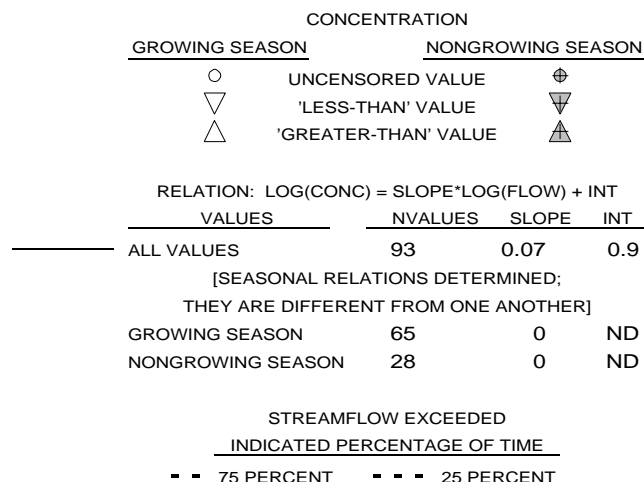 CONCENTRATION
GROWING SEASON NONGROWING SEASON
UNCENSORED VALUE
'LESS-THAN' VALUE
'GREATER-THAN' VALUE
RELATION: LOG(CONC) = SLOPE*LOG(FLOW) + INT
VALUES NVALUES SLOPE INT
ALL VALUES 93 0.07 0.9
[SEASONAL RELATIONS DETERMINED;
THEY ARE DIFFERENT FROM ONE ANOTHER]
GROWING SEASON 65 0 ND
NONGROWING SEASON 28 0 ND
STREAMFLOW EXCEEDED
INDICATED PERCENTAGE OF TIME
75 PERCENT 25 PERCENT